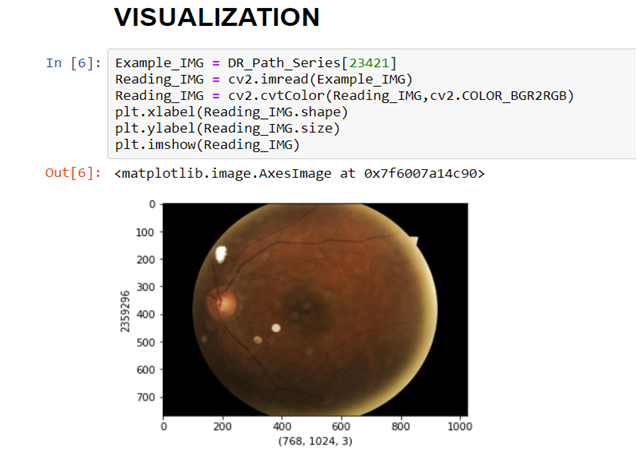 VISUALIZATION
In [6]: Example_IMG = DR_Path_Series[23421]
Reading_IMG = cv2.imread(Example_IMG)
Reading_IMG = cv2.cvtColor(Reading_IMG,cv2.COLOR_BGR2RGB)
plt.xlabel(Reading_IMG.shape)
plt.ylabel(Reading_IMG.size)
plt.imshow(Reading_IMG)
Out[6]: <matplotlib.image.AxesImage at 0x7f6007a14c90>
0
100
200
300
400
500
600
700
2359296
0 200 400 600 800 1000
(768, 1024, 3)